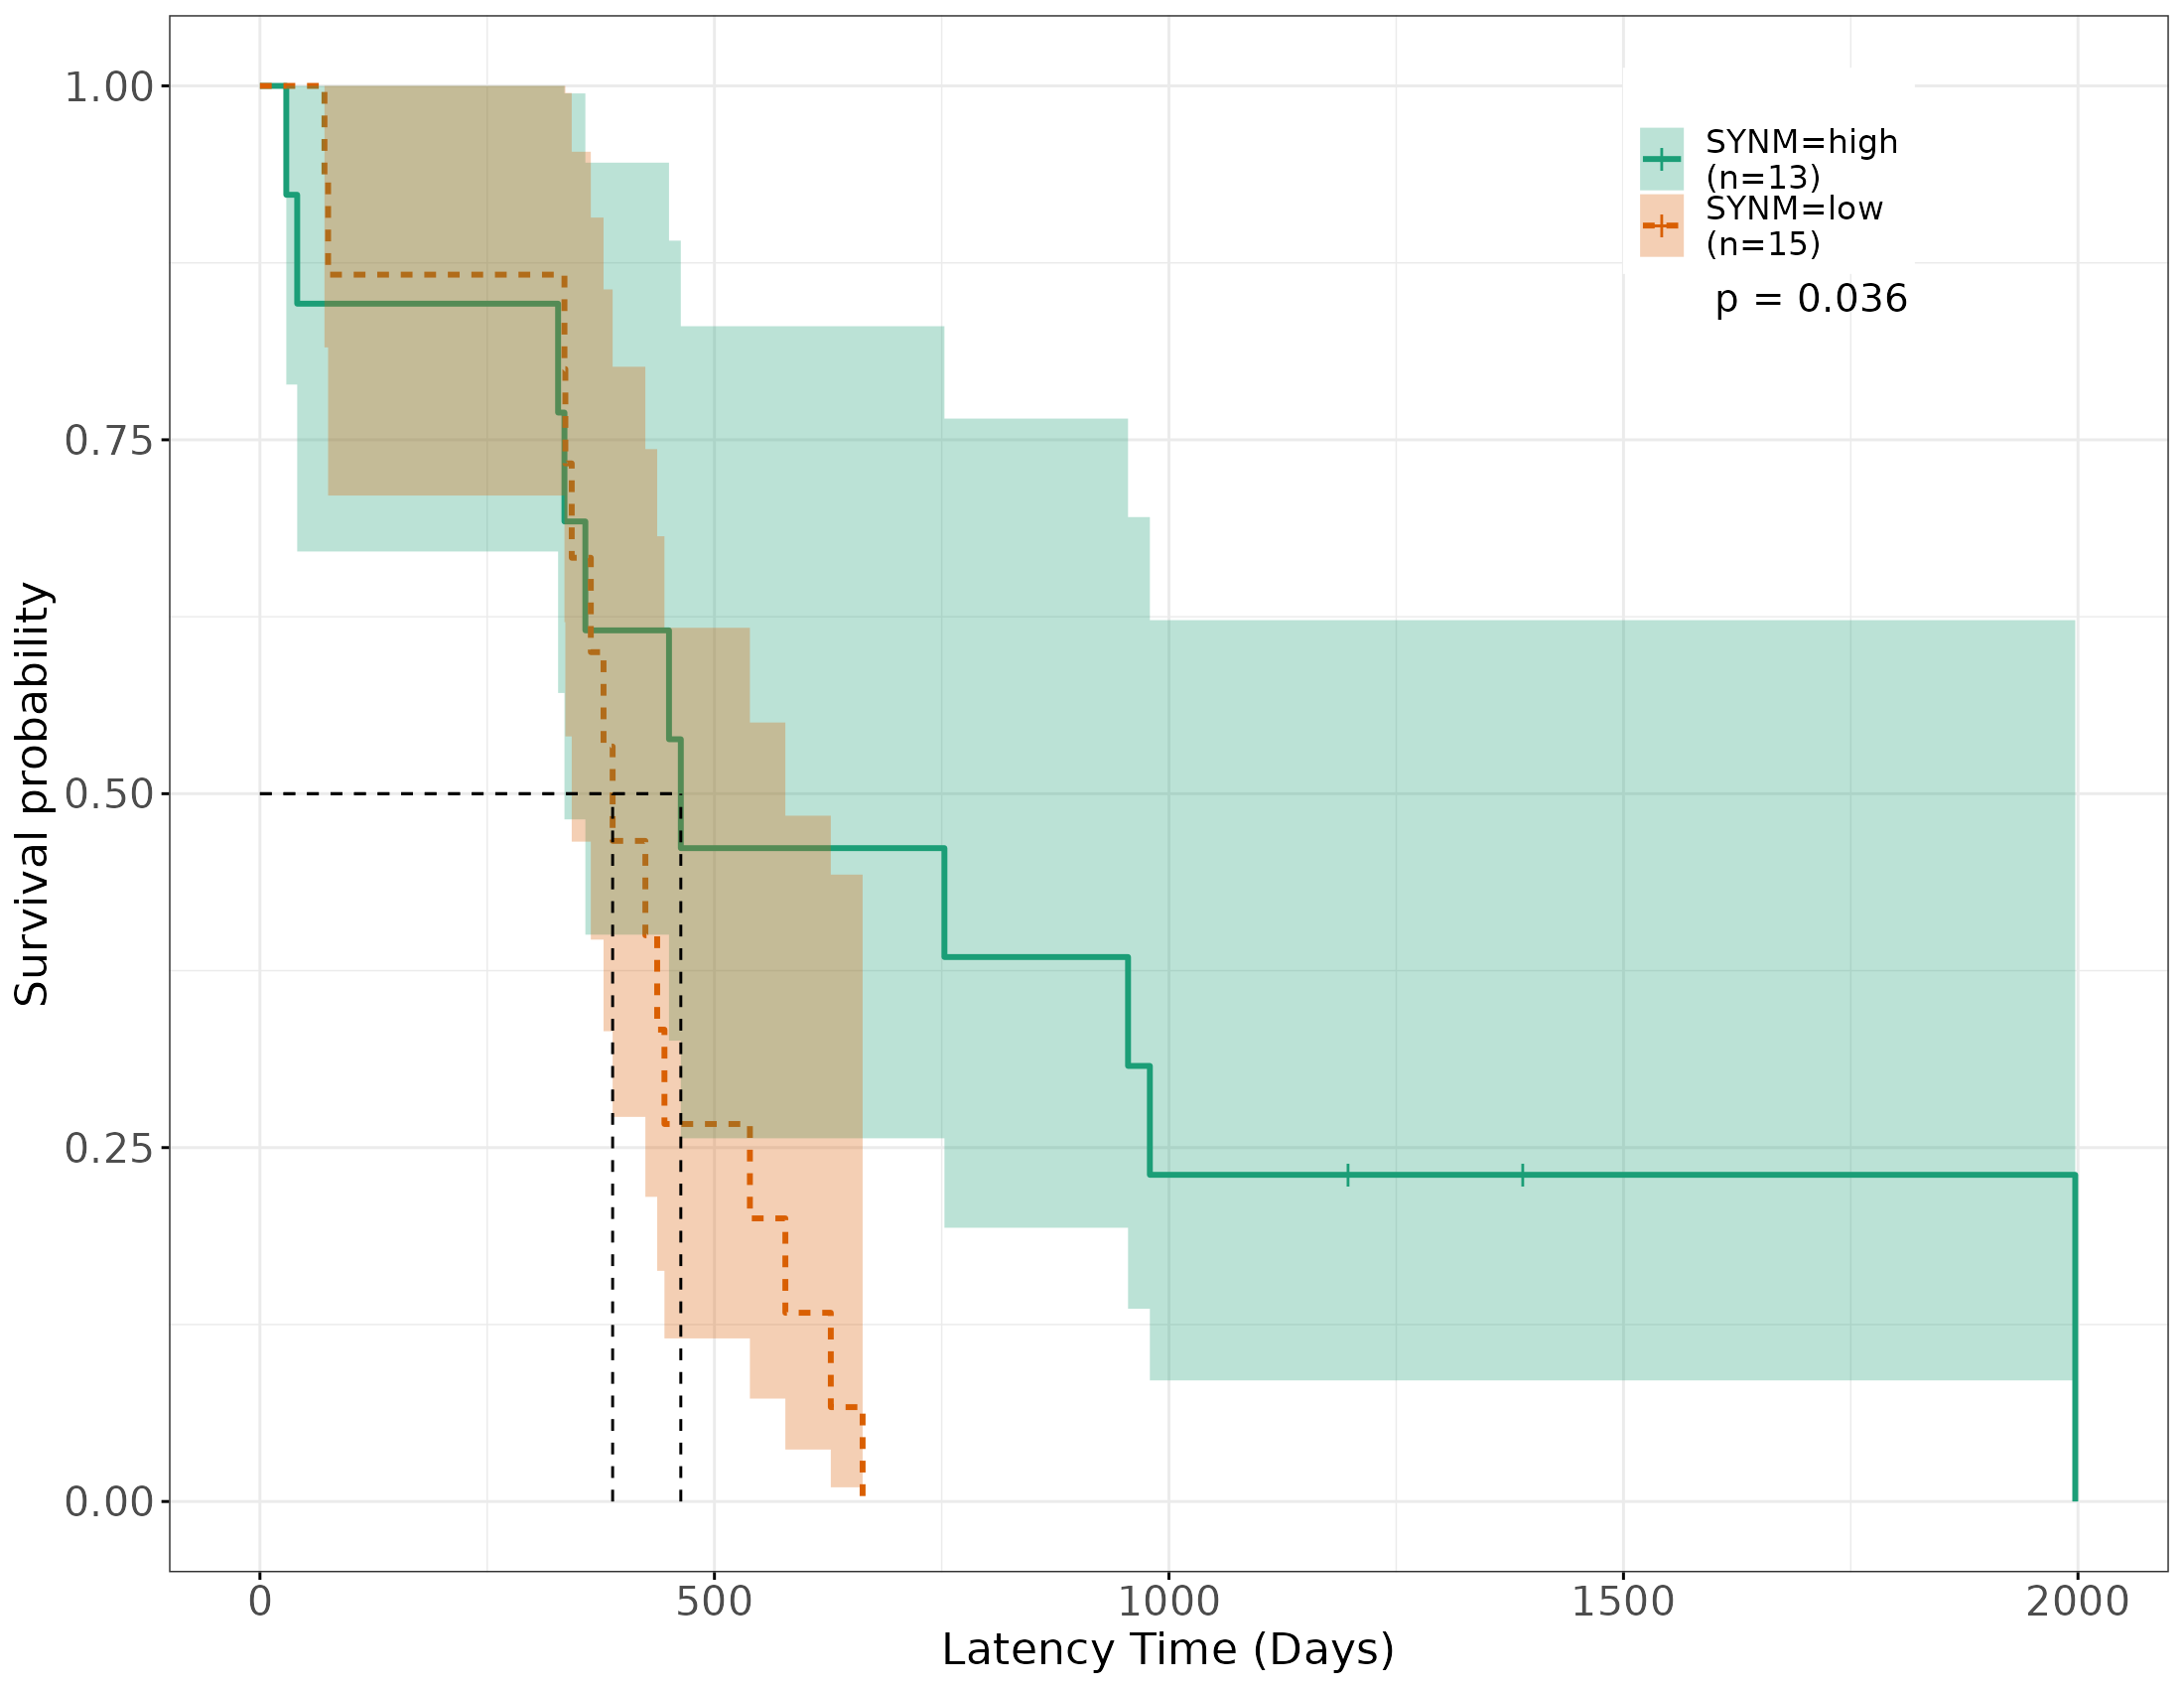 SYNM=high
(n=13)
SYNM=low
(n=15)
p = 0.036
1.00
0.75
0.50
0.25
0.00
Survival probability
0 500 1000 1500 2000
Latency Time (Days)